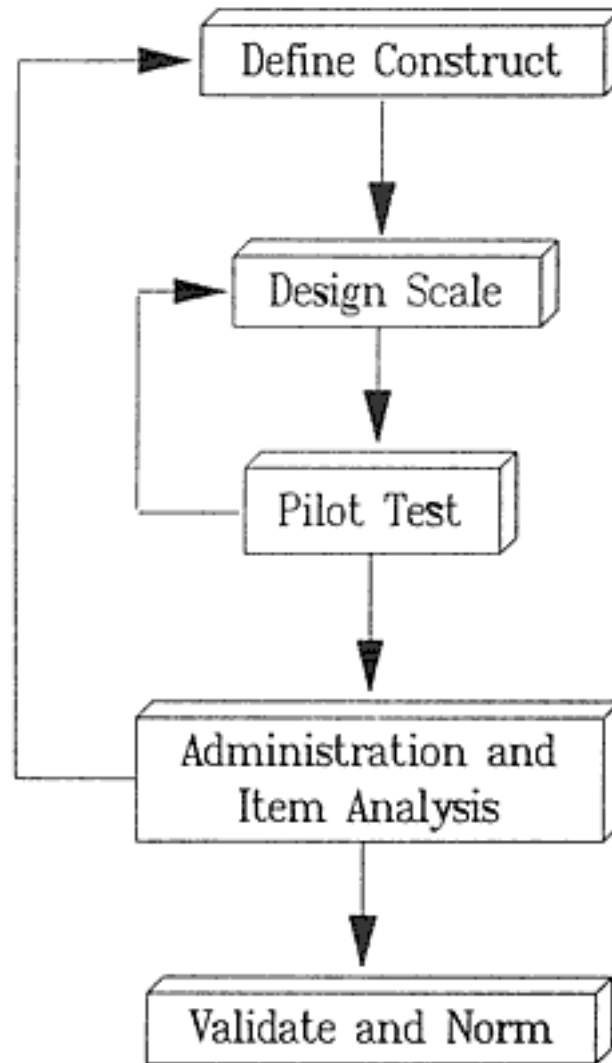 Define Construct
Design Scale
Pilot Test
Administration and
Item Analysis
Validate and Norm